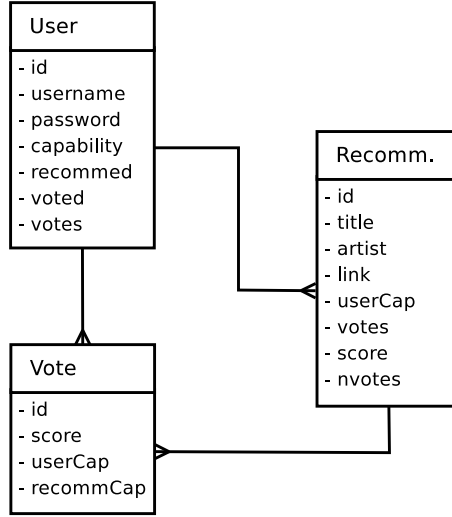 User
- id
- username
- password
- capability
- recommed
- voted
- votes
Recomm.
- id
- title
- artist
- link
- userCap
- votes
- score
- nvotes
Vote
- id
- score
- userCap
- recommCap